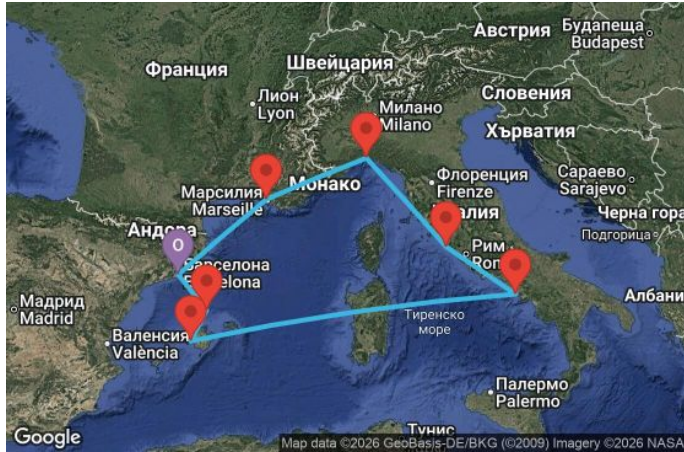 Австрия
Будапеща
Budapest
Швейцария
Франция
Словения
Лион
Lyon
Милано
Milano
Хърватия
Сараево
Sarajevo
Флоренция
Firenze
Марсилия
Marseille
Монако
Черна гора
Подгорица
Андора
O
Рим
Барселона
Мадрид
Madrid
Албани
Валенсия
València
Тиренско
море
Палермо
Palermo
Тунис
Google
Map data ©2026 GeoBasis-DE/BKG (©2009) Imagery ©2026 NASA